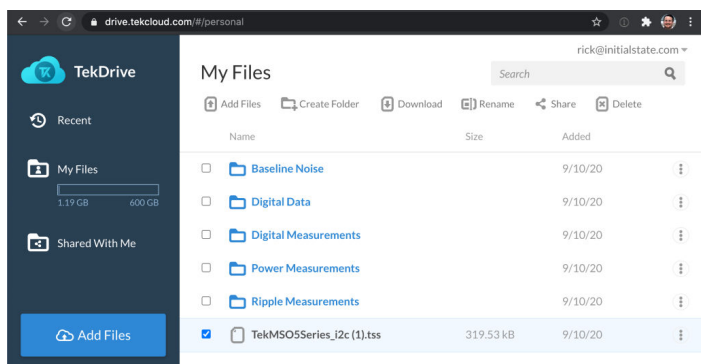 drive.tekcloud.com/#/personal
rick@initialstate.com
TekDrive
My Files
Search
Add Files Create Folder Download Rename Share Delete
Recent
Name Size Added
My Files
1.19 GB 600 GB
Shared With Me
Baseline Noise 9/10/20
Digital Data 9/10/20
Digital Measurements 9/10/20
Power Measurements 9/10/20
Ripple Measurements 9/10/20
TekMSO5Series_i2c (1).tss 319.53 kB 9/10/20
Add Files